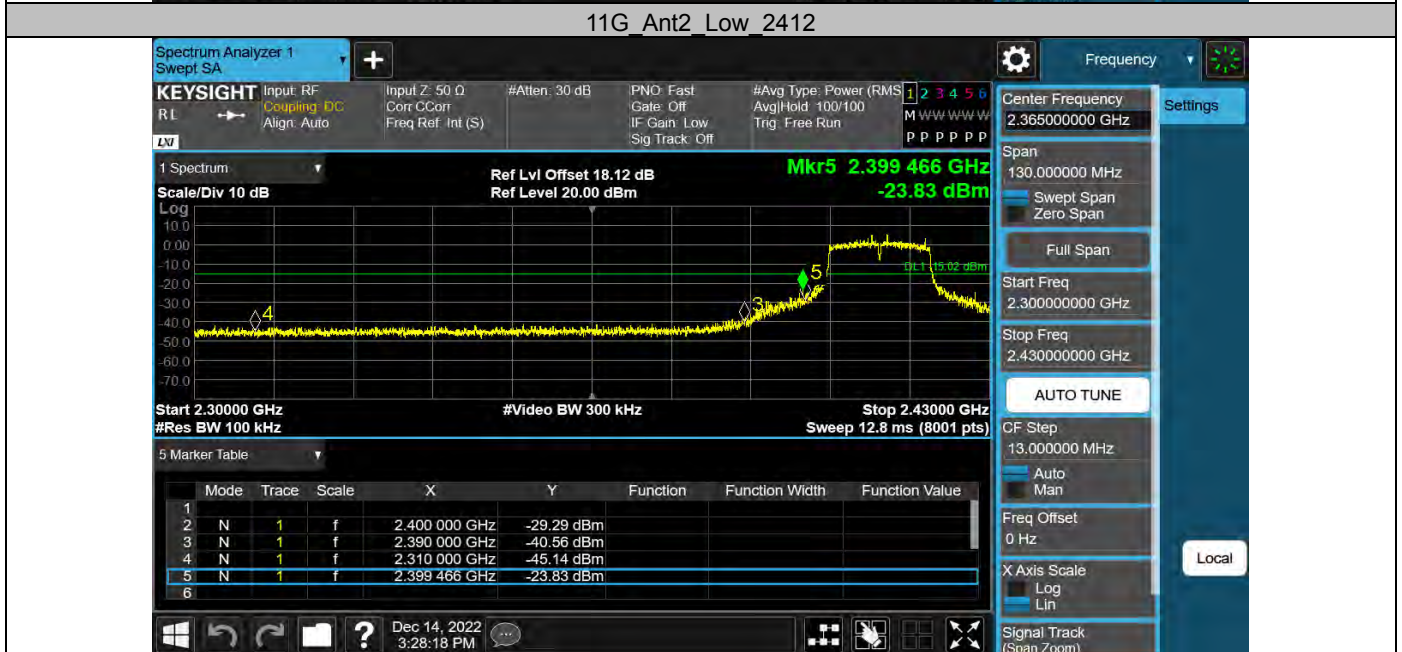 11G_Ant2_Low_2412
Spectrum Analyzer 1
Swept SA
+
Frequency
KEYSIGHT
RL
LXI
Input: RF
Coupling: DC
Align: Auto
Input Z: 50 Ω
Corr CCorr
Freq Ref: Int (S)
#Atten: 30 dB
PNO: Fast
Gate: Off
IF Gain: Low
Sig Track: Off
#Avg Type: Power (RMS
Avg|Hold: 100/100
Trig: Free Run
1 2 3 4 5 6
M W W W W W
P P P P P P
1 Spectrum
Scale/Div 10 dB
Ref Lvl Offset 18.12 dB
Ref Level 20.00 dBm
Mkr5 2.399 466 GHz
-23.83 dBm
Log
10.0
0.00
-10.0
-20.0
-30.0
-40.0
-50.0
-60.0
-70.0
DL1 -15.02 dBm
4
3
5
Start 2.30000 GHz
#Res BW 100 kHz
#Video BW 300 kHz
Stop 2.43000 GHz
Sweep 12.8 ms (8001 pts)
5 Marker Table
Mode Trace Scale X Y Function Function Width Function Value
1
2 N 1 f 2.400 000 GHz -29.29 dBm
3 N 1 f 2.390 000 GHz -40.56 dBm
4 N 1 f 2.310 000 GHz -45.14 dBm
5 N 1 f 2.399 466 GHz -23.83 dBm
6
?
Dec 14, 2022
3:28:18 PM
Center Frequency
2.365000000 GHz
Settings
Span
130.000000 MHz
Swept Span
Zero Span
Full Span
Start Freq
2.300000000 GHz
Stop Freq
2.430000000 GHz
AUTO TUNE
CF Step
13.000000 MHz
Auto
Man
Freq Offset
0 Hz
Local
X Axis Scale
Log
Lin
Signal Track
(Span Zoom)